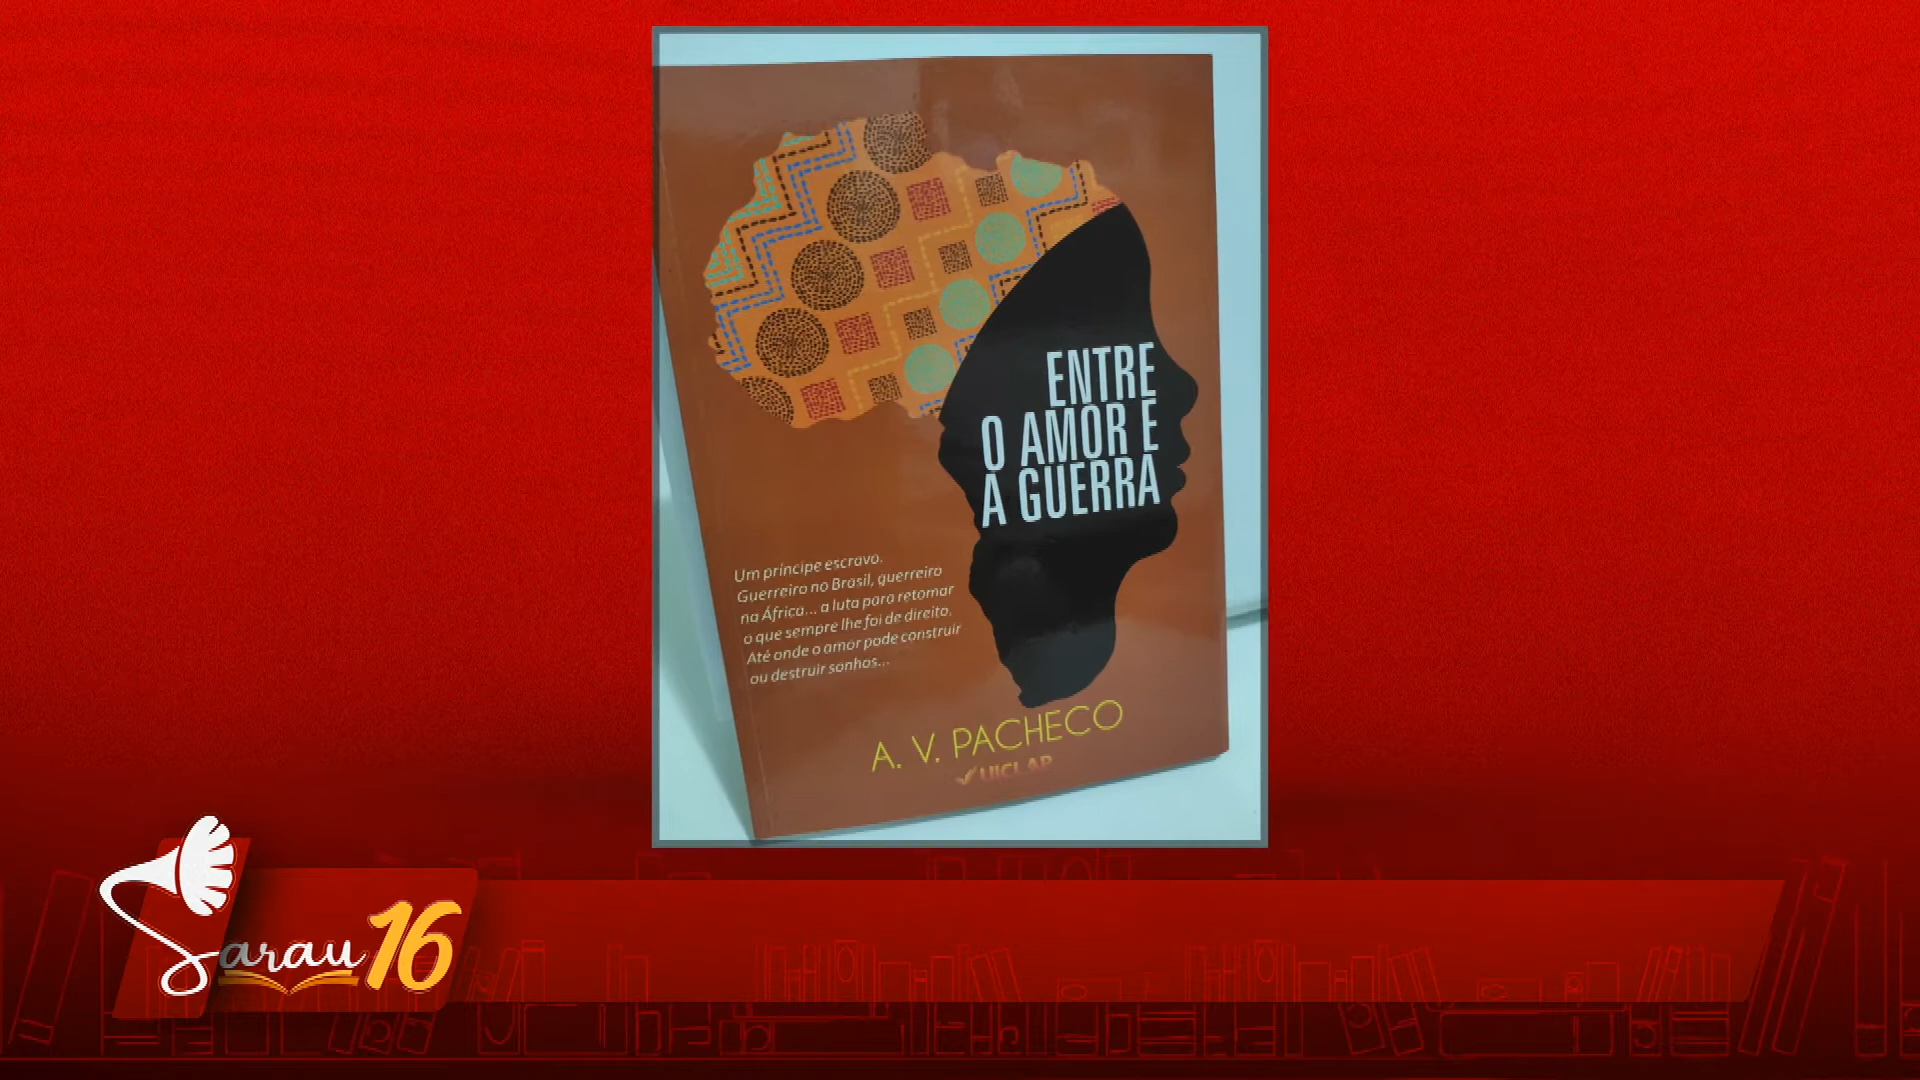 ENTRE
O AMOR E
A GUERRA
Um príncipe escravo.
Guerreiro no Brasil, guerreiro
na África... a luta para retomar
o que sempre lhe foi de direito.
Até onde o amor pode construir
ou destruir sonhos...
A. V. PACHECO
UICLAP
Sarau 16